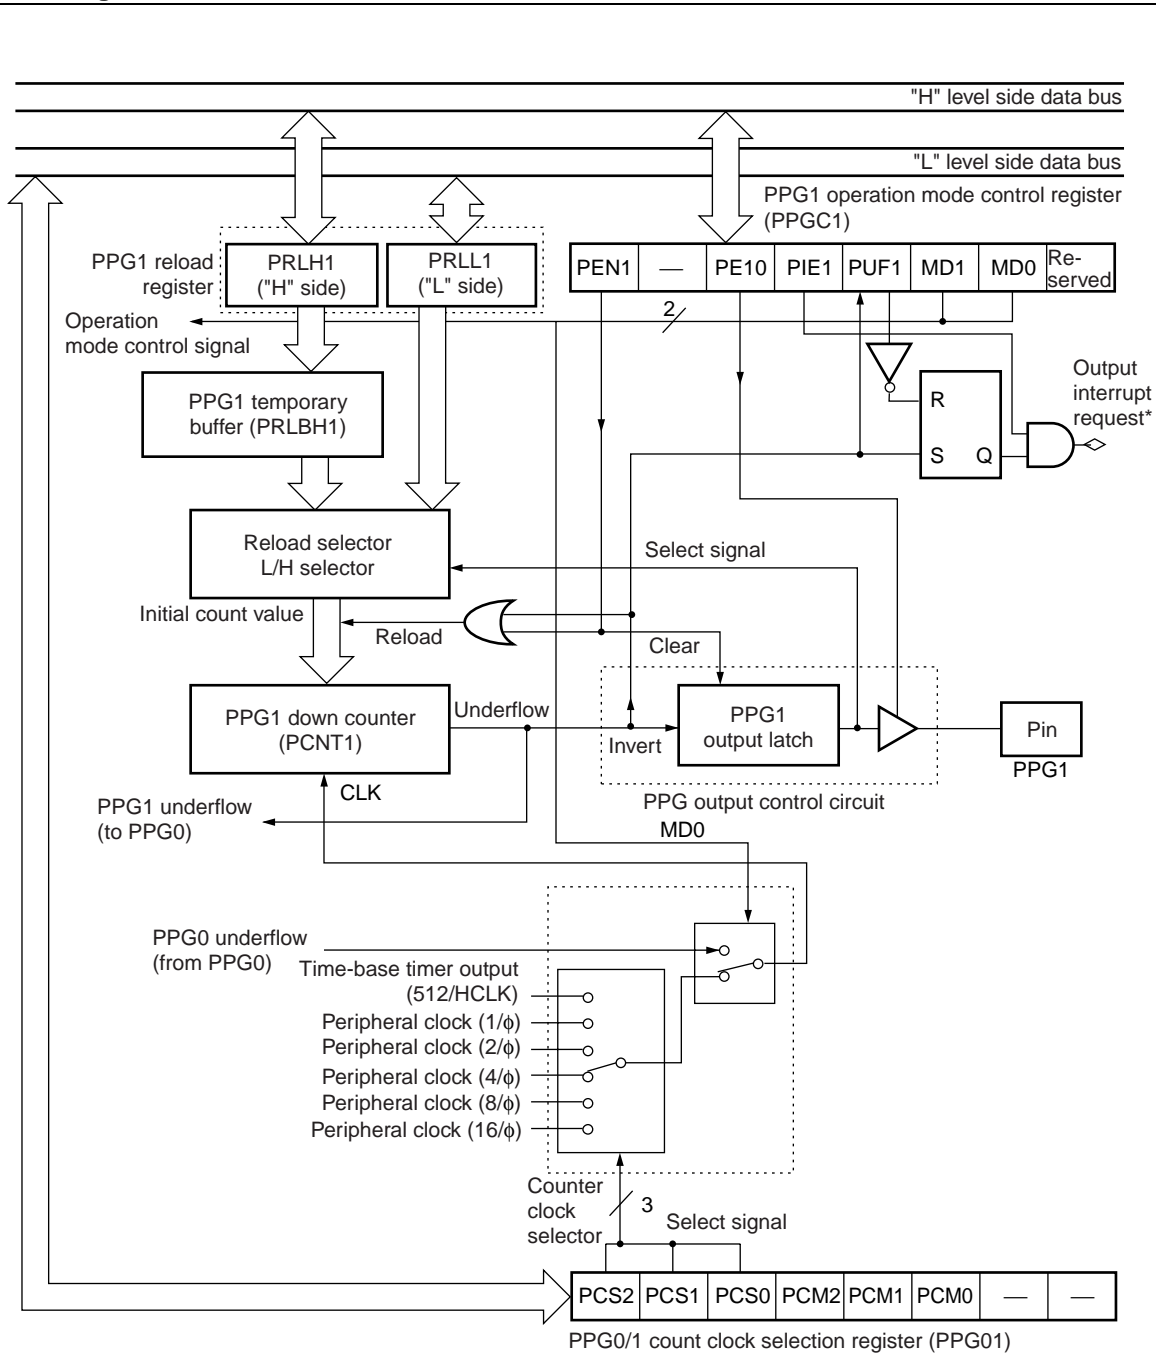 "H" level side data bus
"L" level side data bus
PPG1 operation mode control register
(PPGC1)
PPG1 reload
register
PRLH1
("H" side)
PRLL1
("L" side)
PEN1
—
PE10
PIE1
PUF1
MD1
MD0
Re-
served
Operation
mode control signal
2
Output
interrupt
request*
PPG1 temporary
buffer (PRLBH1)
R
S
Q
Reload selector
L/H selector
Select signal
Initial count value
Reload
Clear
PPG1 down counter
(PCNT1)
Underflow
Invert
PPG1
output latch
Pin
PPG1
CLK
PPG output control circuit
PPG1 underflow
(to PPG0)
MD0
PPG0 underflow
(from PPG0)
Time-base timer output
(512/HCLK)
Peripheral clock (1/ϕ)
Peripheral clock (2/ϕ)
Peripheral clock (4/ϕ)
Peripheral clock (8/ϕ)
Peripheral clock (16/ϕ)
Counter
clock
selector
3
Select signal
PCS2
PCS1
PCS0
PCM2
PCM1
PCM0
—
—
PPG0/1 count clock selection register (PPG01)